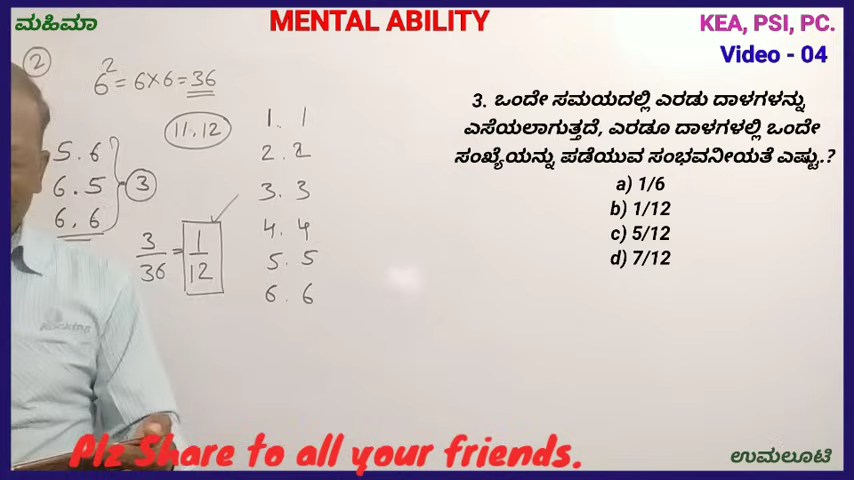 ಮಹಿಮಾ
MENTAL ABILITY
KEA, PSI, PC.
Video - 04
2
6² = 6×6 = 36
11, 12
5.6
6.5
6.6
3
3/36 = 1/12
1. 1
2. 2
3. 3
4. 4
5. 5
6. 6
3. ಒಂದೇ ಸಮಯದಲ್ಲಿ ಎರಡು ದಾಳಗಳನ್ನು
ಎಸೆಯಲಾಗುತ್ತದೆ, ಎರಡೂ ದಾಳಗಳಲ್ಲಿ ಒಂದೇ
ಸಂಖ್ಯೆಯನ್ನು ಪಡೆಯುವ ಸಂಭವನೀಯತೆ ಎಷ್ಟು.?
a) 1/6
b) 1/12
c) 5/12
d) 7/12
Plz Share to all your friends.
ಉಮಲೂಟಿ